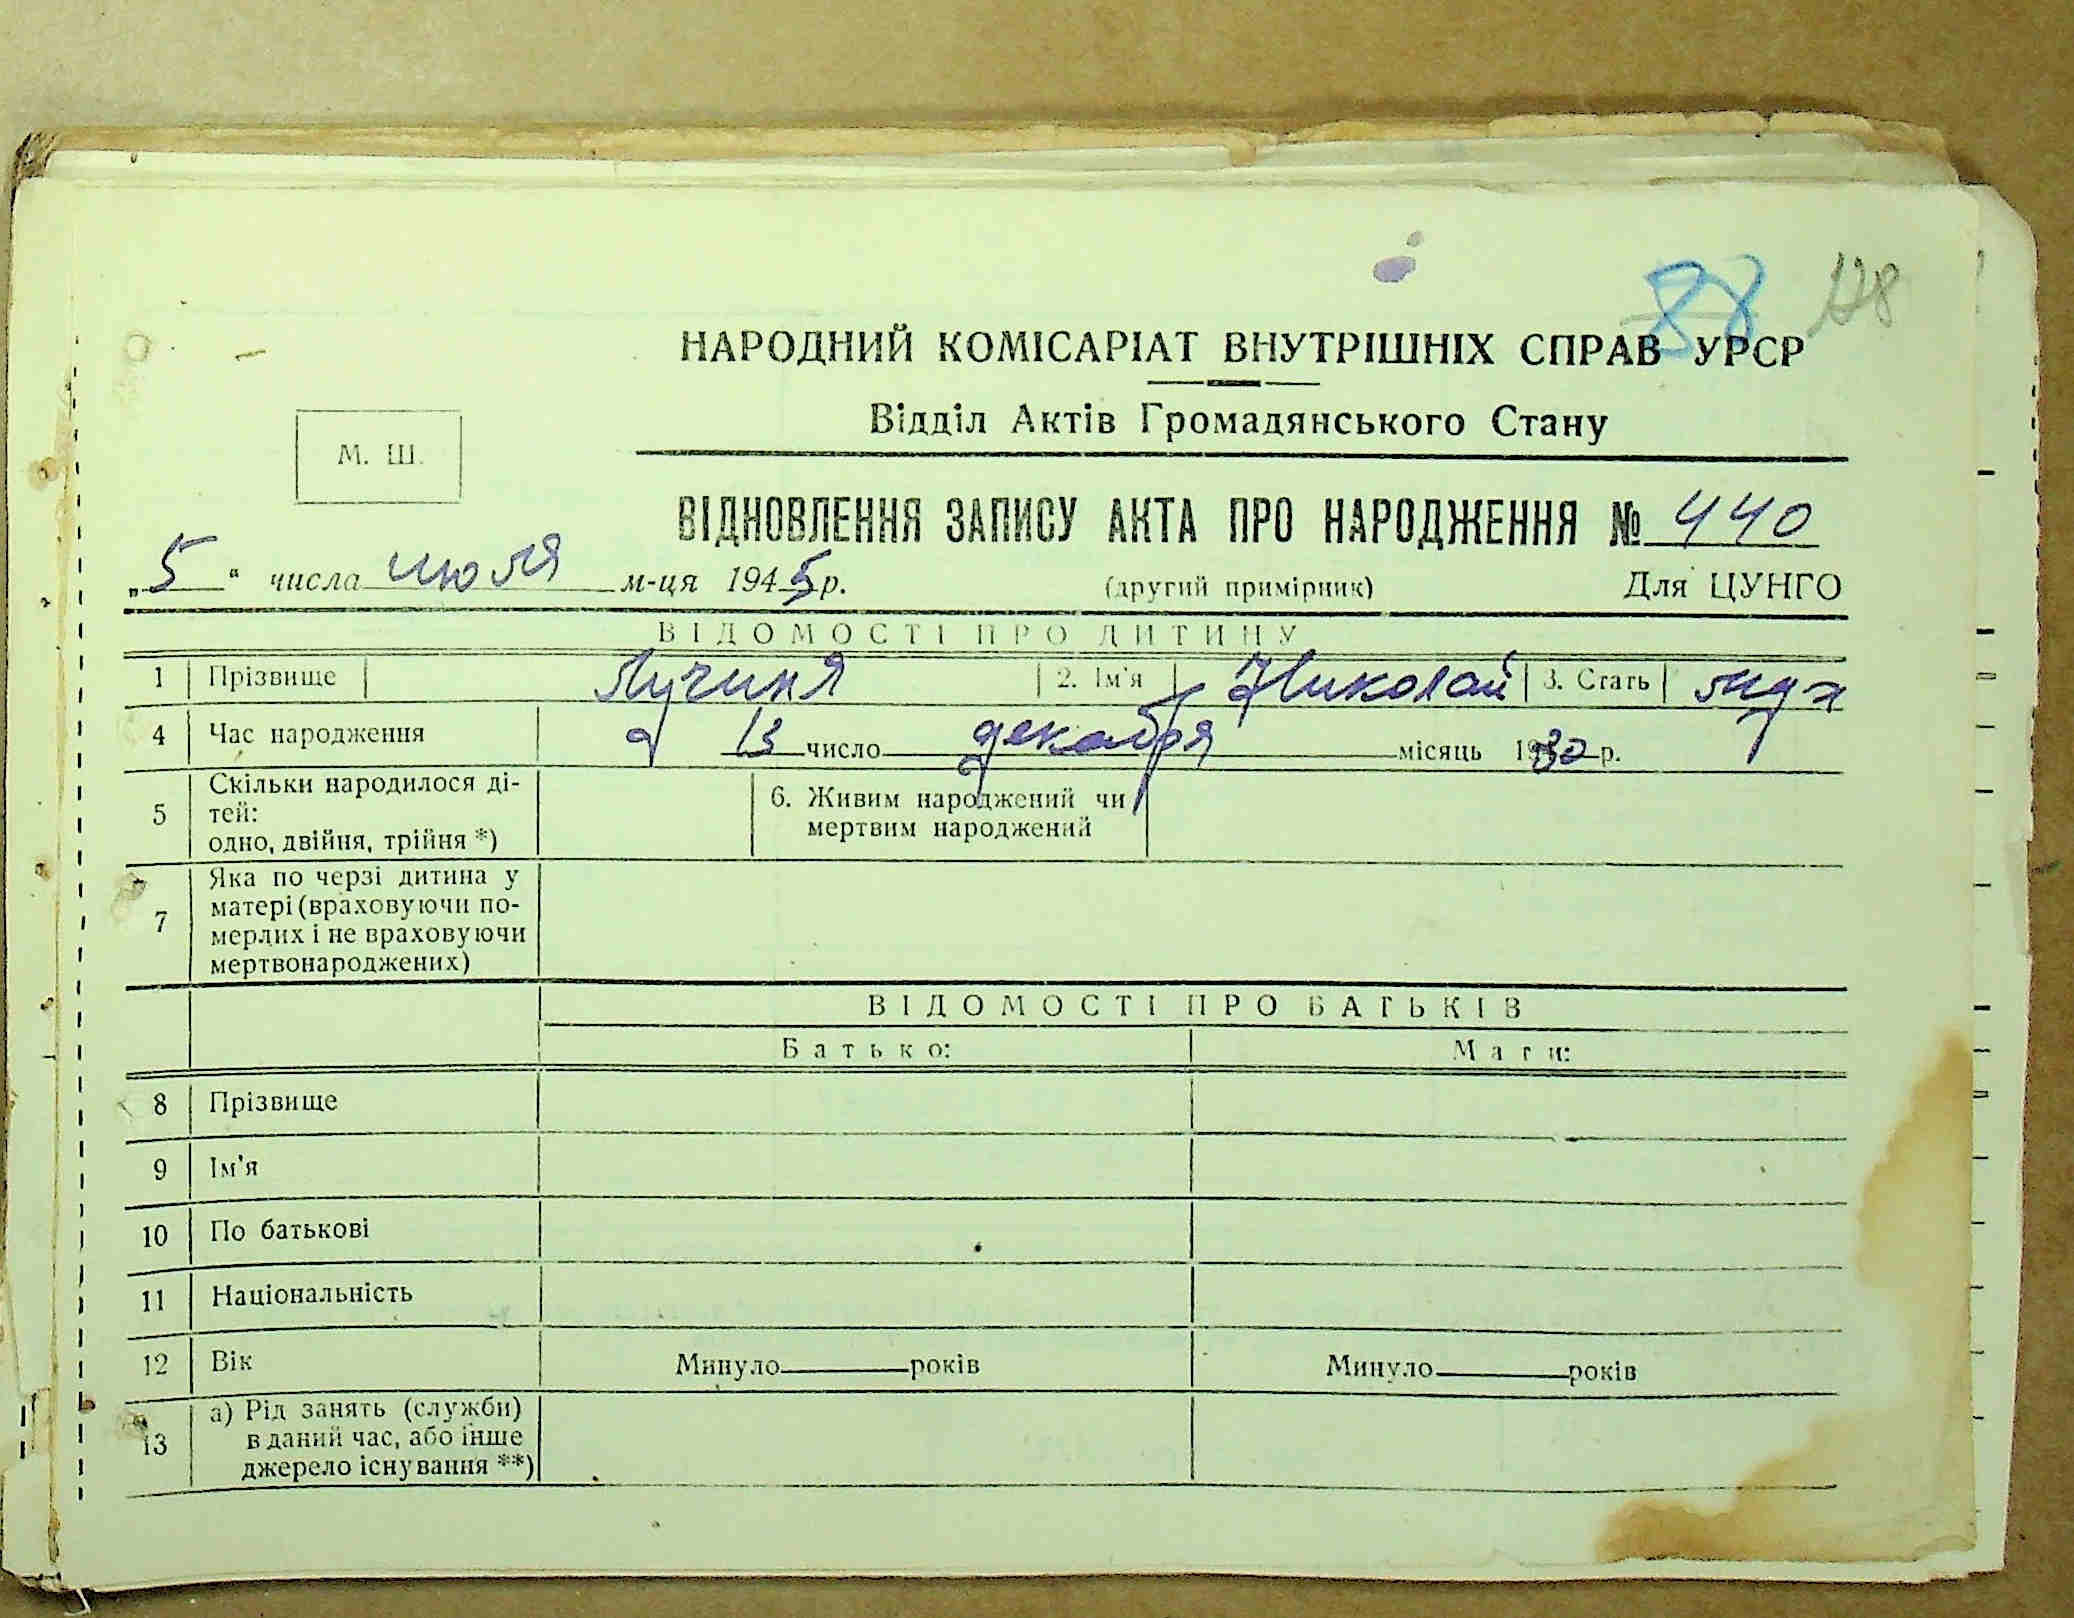 88 128
НАРОДНИЙ КОМІСАРІАТ ВНУТРІШНІХ СПРАВ УРСР
Відділ Актів Громадянського Стану
М. Ш.
ВІДНОВЛЕННЯ ЗАПИСУ АКТА ПРО НАРОДЖЕННЯ № 440
„5“ числа июля м-ця 1945 р. (другий примірник) Для ЦУНГО
ВІДОМОСТІ ПРО ДИТИНУ
1 Прізвище Лучиня 2. Ім'я Николай 3. Стать муж
4 Час народження 13 число декабря місяць 1930 р.
5 Скільки народилося ді-
тей:
одно, двійня, трійня *)
6. Живим народжений чи
мертвим народжений
7 Яка по черзі дитина у
матері (враховуючи по-
мерлих і не враховуючи
мертвонароджених)
ВІДОМОСТІ ПРО БАТЬКІВ
Батько: Мати:
8 Прізвище
9 Ім'я
10 По батькові
11 Національність
12 Вік Минуло років Минуло років
13 а) Рід занять (служби)
в даний час, або інше
джерело існування **)